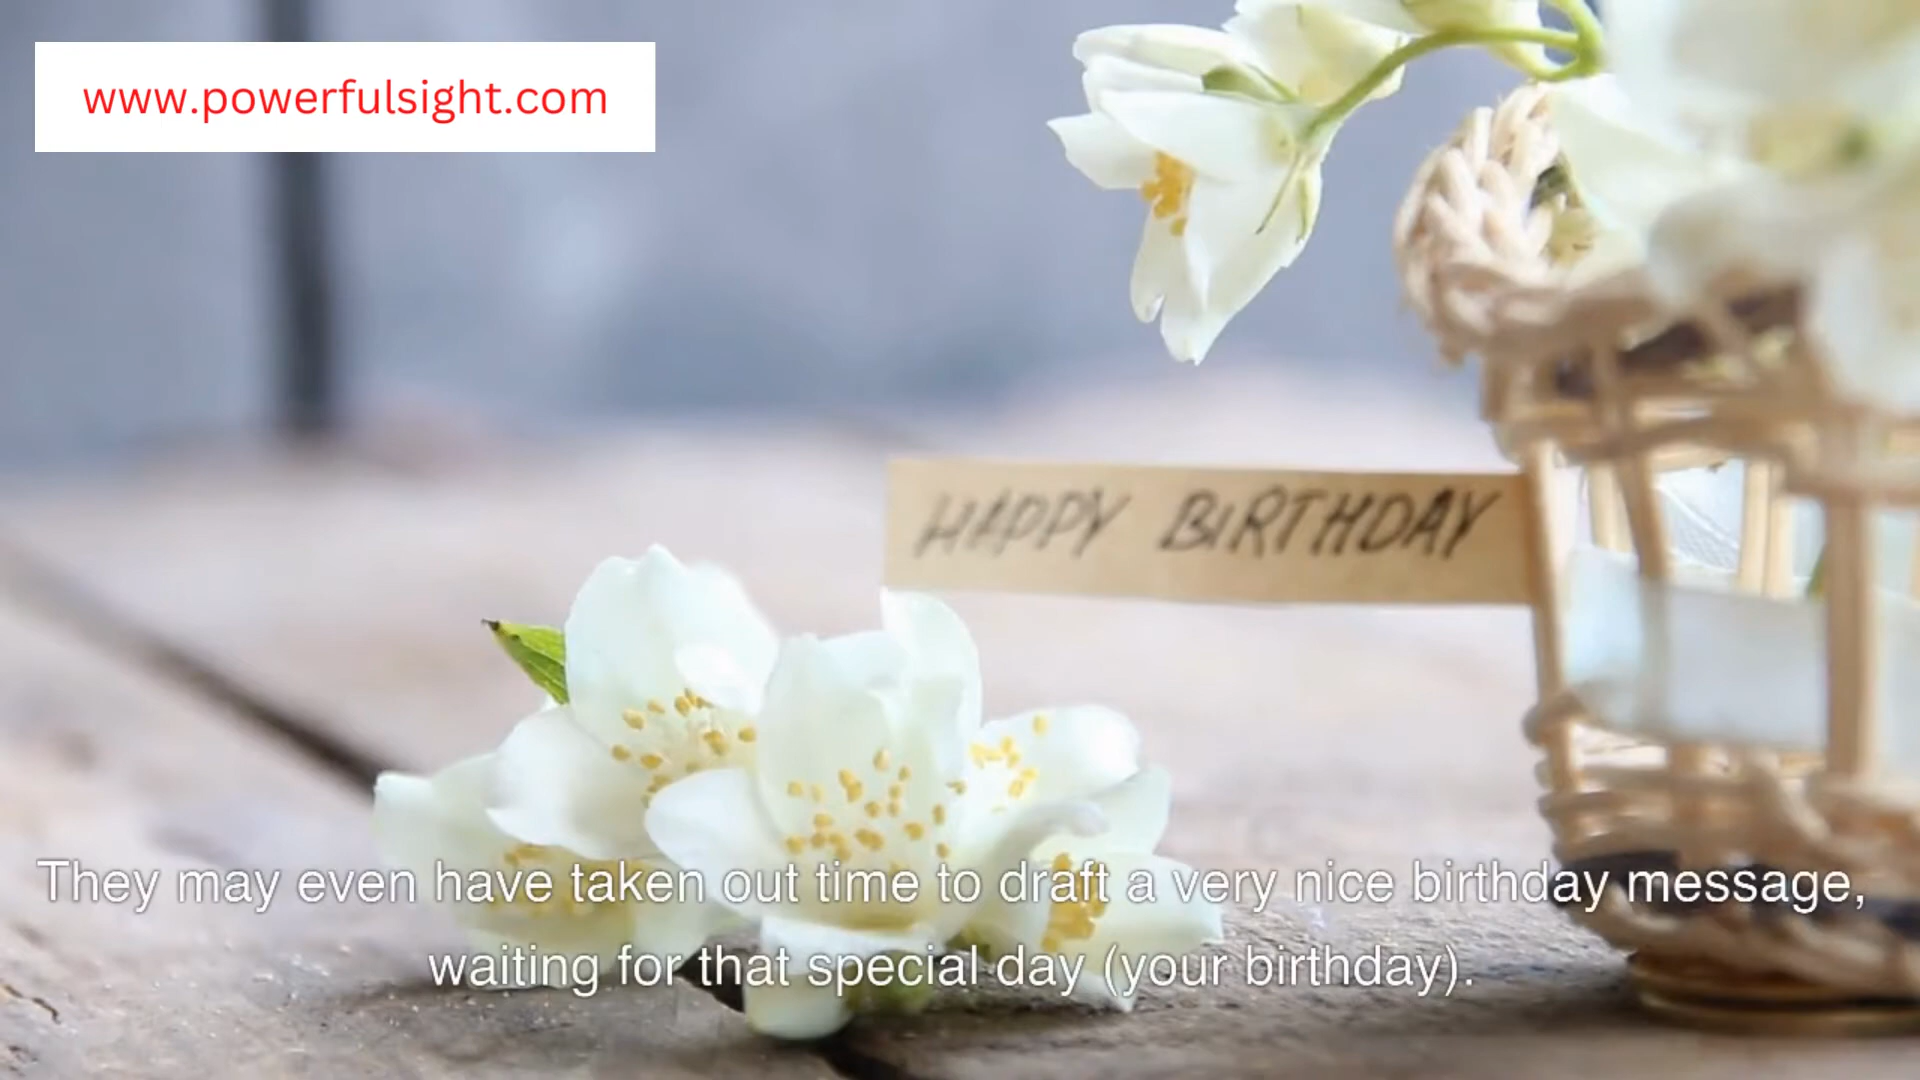 www.powerfulsight.com
HAPPY BIRTHDAY
They may even have taken out time to draft a very nice birthday message,
waiting for that special day (your birthday).